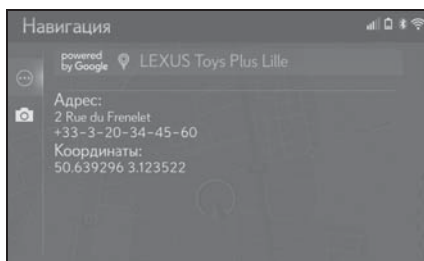 Навигация
powered
by Google
LEXUS Toys Plus Lille
Адрес:
2 Rue du Frenelet
+33-3-20-34-45-60
Координаты:
50.639296 3.123522